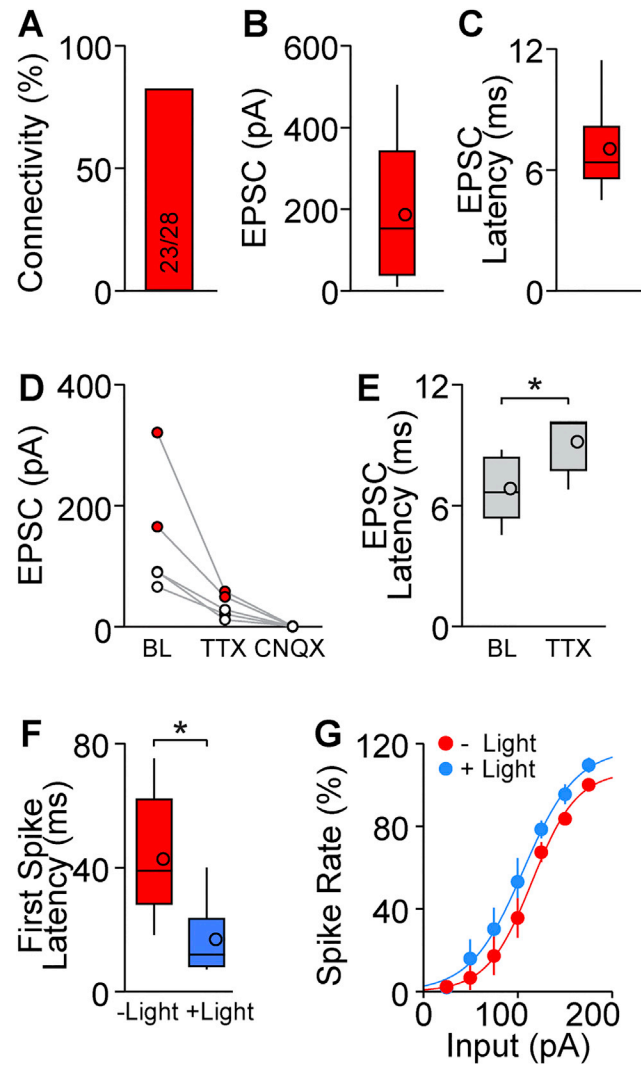 A
Connectivity (%)
100
50
0
23/28
B
EPSC (pA)
600
400
200
0
C
EPSC
Latency (ms)
12
6
0
D
EPSC (pA)
400
200
0
BL TTX CNQX
E
EPSC
Latency (ms)
12
6
0
*
BL TTX
F
First Spike
Latency (ms)
80
40
0
*
-Light +Light
G
Spike Rate (%)
120
80
40
0
- Light
+ Light
0 100 200
Input (pA)